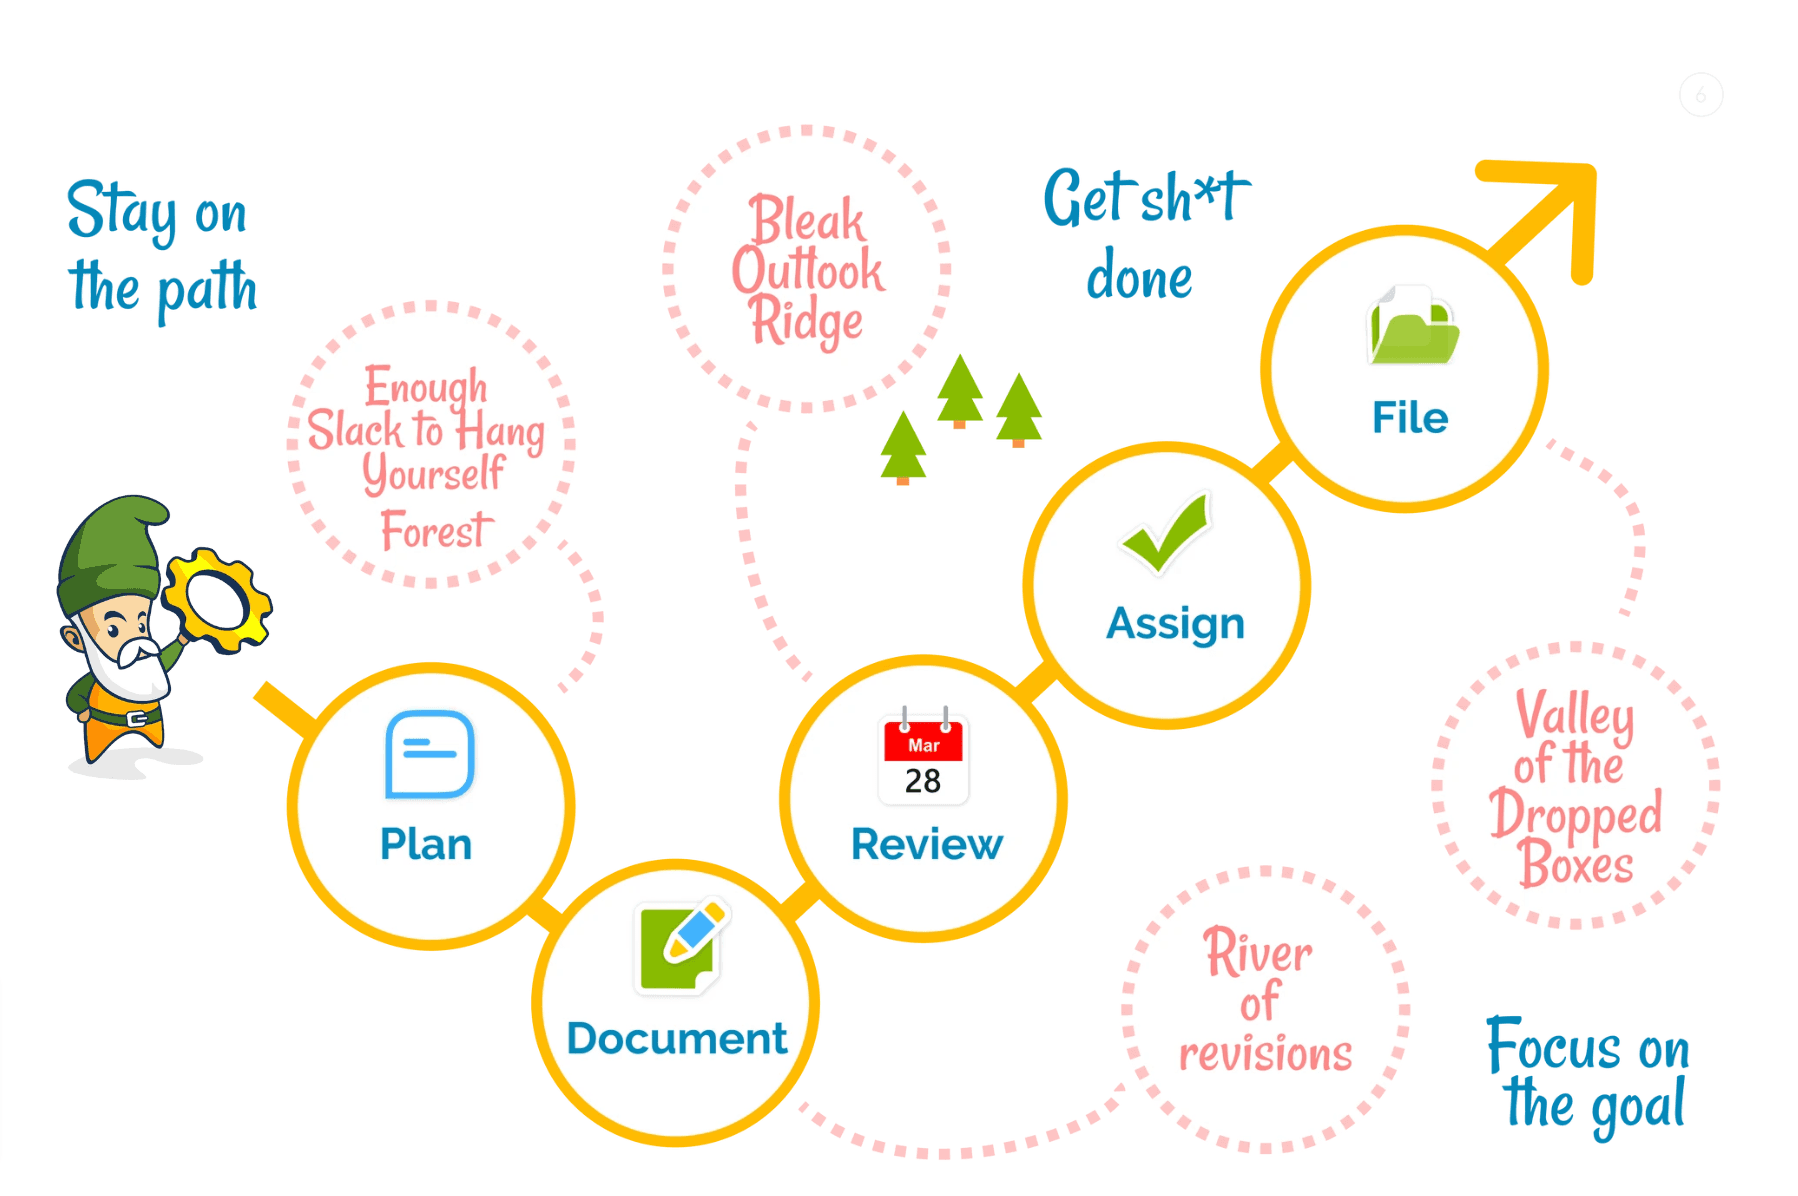 6
Stay on
the path
Bleak
Outlook
Ridge
Get sh*t
done
Enough
Slack to Hang
Yourself
Forest
File
Assign
Mar
28
Review
Plan
Document
Valley
of the
Dropped
Boxes
River
of
revisions
Focus on
the goal